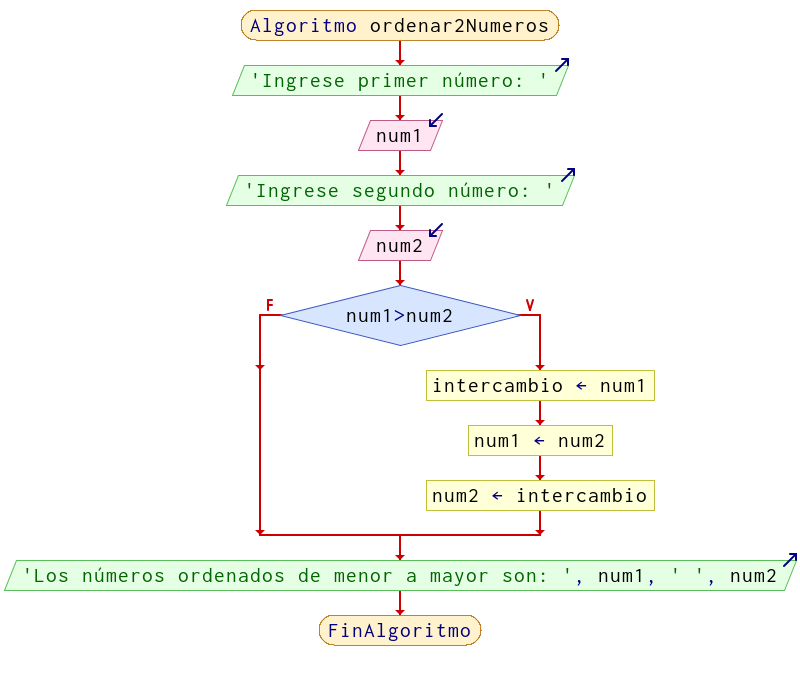 Algoritmo ordenar2Numeros
'Ingrese primer número: '
num1
'Ingrese segundo número: '
num2
F
V
num1>num2
intercambio ← num1
num1 ← num2
num2 ← intercambio
'Los números ordenados de menor a mayor son: ', num1, ' ', num2
FinAlgoritmo